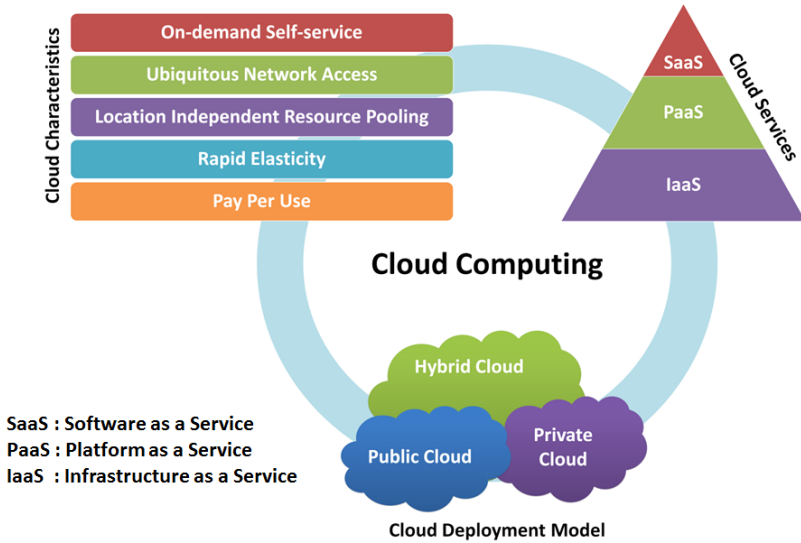 Cloud Characteristics
On-demand Self-service
Ubiquitous Network Access
Location Independent Resource Pooling
Rapid Elasticity
Pay Per Use
SaaS
PaaS
IaaS
Cloud Services
Cloud Computing
Hybrid Cloud
Public Cloud
Private
Cloud
Cloud Deployment Model
SaaS : Software as a Service
PaaS : Platform as a Service
IaaS : Infrastructure as a Service